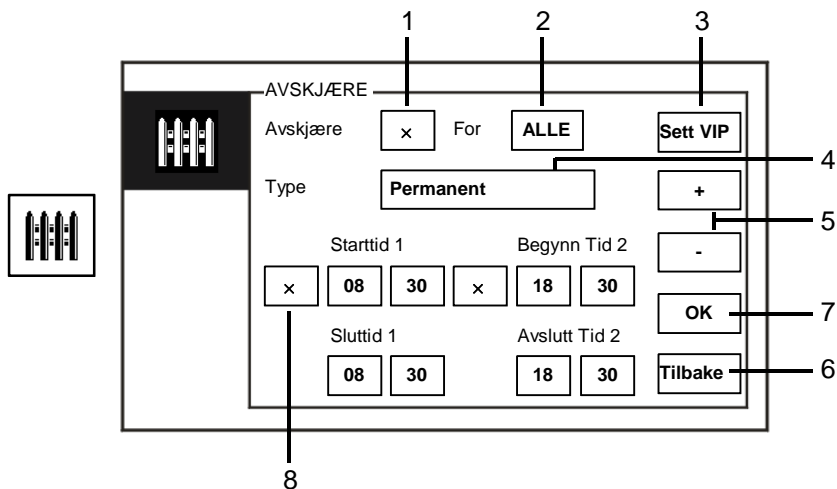 1 2 3
AVSKJÆRE
Avskjære × For ALLE Sett VIP
4
Type Permanent +
5
Starttid 1 Begynn Tid 2 -
× 08 30 × 18 30 OK
7
Sluttid 1 Avslutt Tid 2
08 30 18 30 Tilbake 6
8